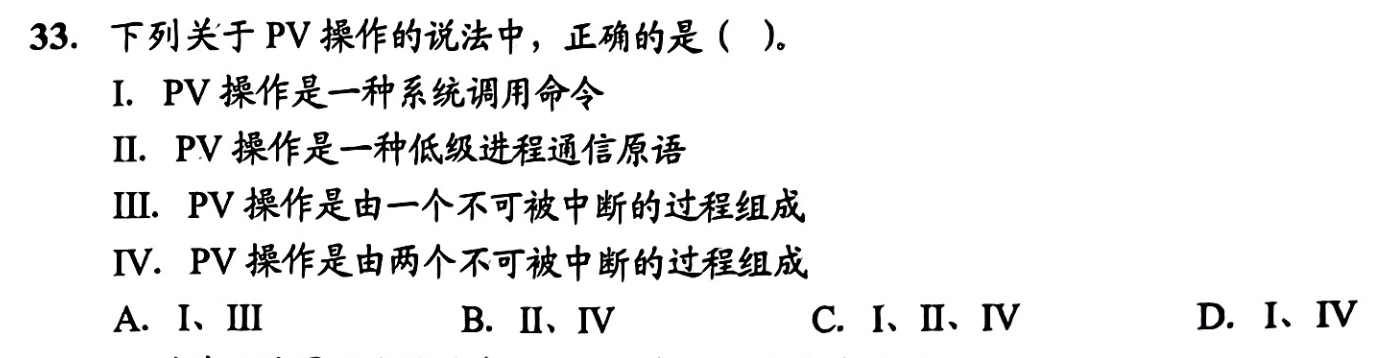 33. 下列关于 PV 操作的说法中，正确的是（ ）。
I. PV 操作是一种系统调用命令
II. PV 操作是一种低级进程通信原语
III. PV 操作是由一个不可被中断的过程组成
IV. PV 操作是由两个不可被中断的过程组成
A. I、III B. II、IV C. I、II、IV D. I、IV